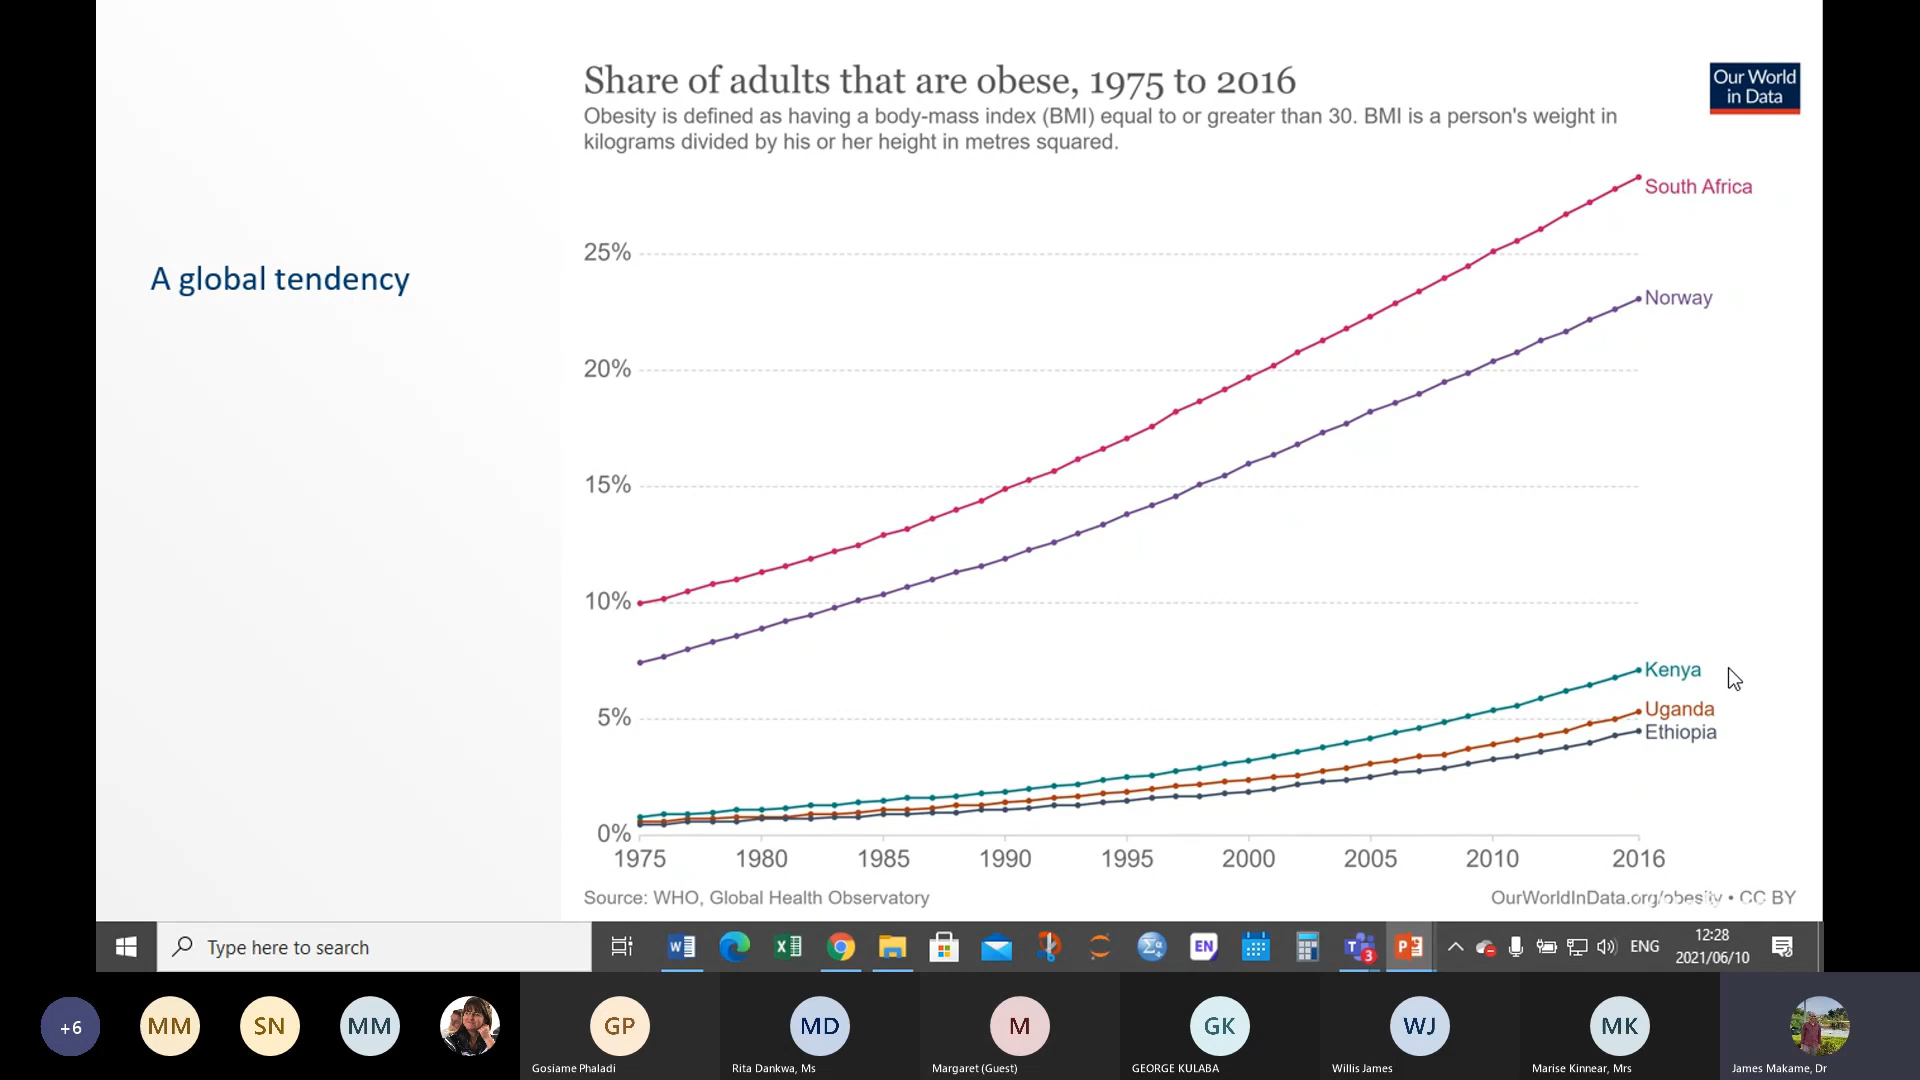 Share of adults that are obese, 1975 to 2016
Our World
in Data
Obesity is defined as having a body-mass index (BMI) equal to or greater than 30. BMI is a person's weight in
kilograms divided by his or her height in metres squared.
A global tendency
South Africa
25%
Norway
20%
15%
10%
Kenya
5%
Uganda
Ethiopia
0%
1975 1980 1985 1990 1995 2000 2005 2010 2016
Source: WHO, Global Health Observatory
OurWorldInData.org/obesity • CC BY
Type here to search
EN
3
ENG
12:28
2021/06/10
+6
MM
SN
MM
GP
Gosiame Phaladi
MD
Rita Dankwa, Ms
M
Margaret (Guest)
GK
GEORGE KULABA
WJ
Willis James
MK
Marise Kinnear, Mrs
James Makame, Dr